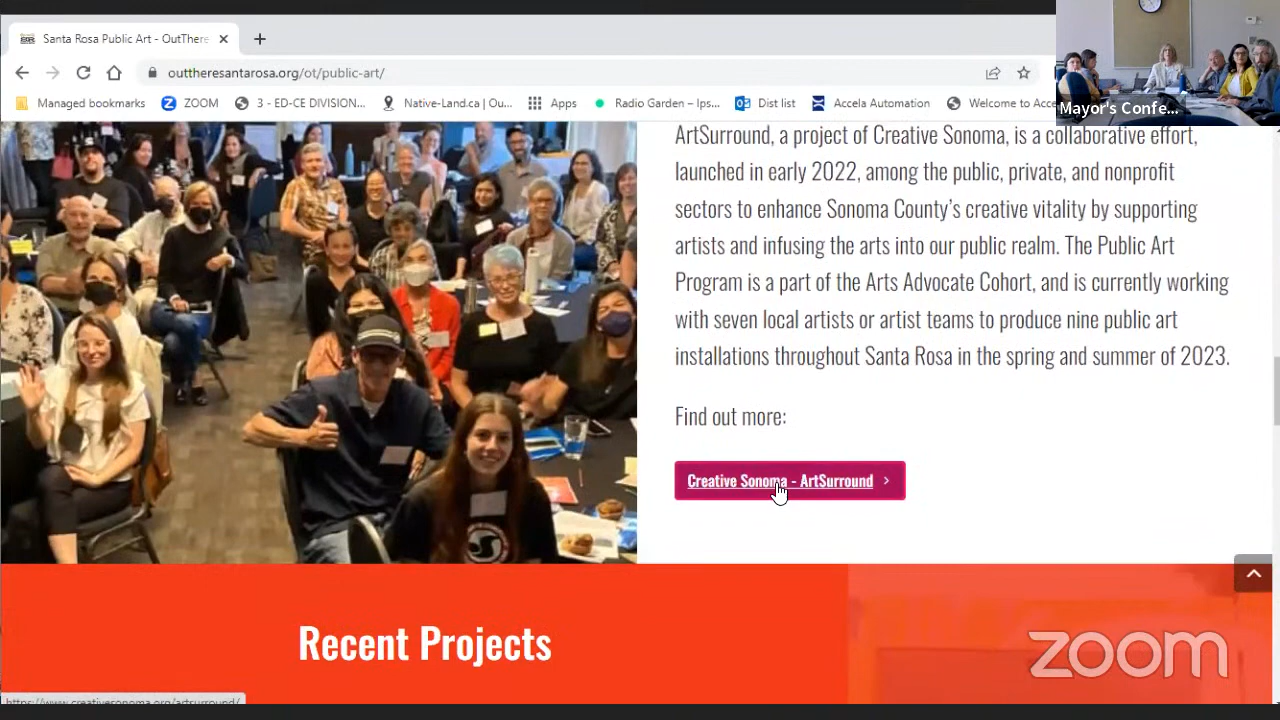 Santa Rosa Public Art - OutThere
outtheresantarosa.org/ot/public-art/
Managed bookmarks
ZOOM
3 - ED-CE DIVISION...
Native-Land.ca | Ou...
Apps
Radio Garden – Ips...
Dist list
Accela Automation
Welcome to Acce
Mayor's Confe...
ArtSurround, a project of Creative Sonoma, is a collaborative effort,
launched in early 2022, among the public, private, and nonprofit
sectors to enhance Sonoma County's creative vitality by supporting
artists and infusing the arts into our public realm. The Public Art
Program is a part of the Arts Advocate Cohort, and is currently working
with seven local artists or artist teams to produce nine public art
installations throughout Santa Rosa in the spring and summer of 2023.
Find out more:
Creative Sonoma - ArtSurround
Recent Projects
zoom
https://www.creativesonoma.org/artsurround/